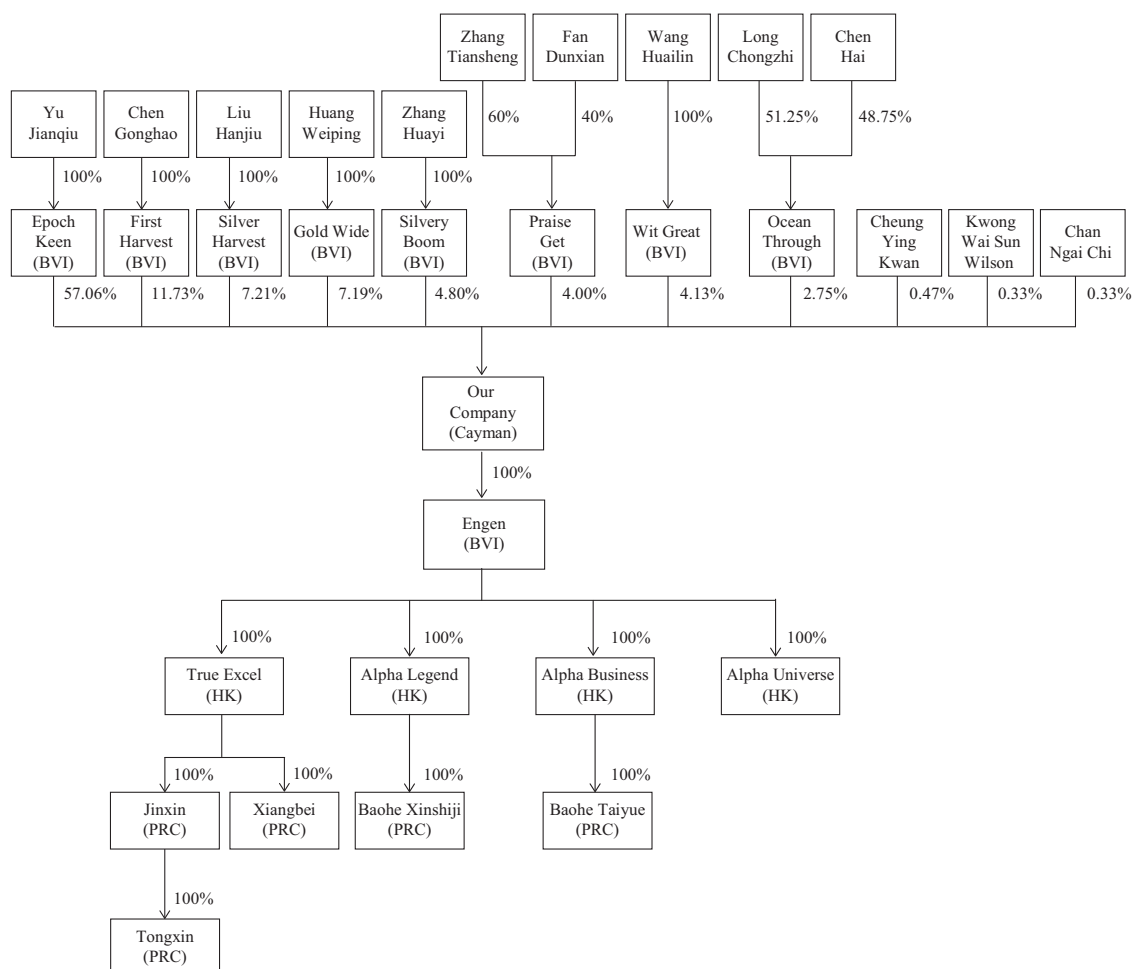 Zhang
Tiansheng
Fan
Dunxian
Wang
Huailin
Long
Chongzhi
Chen
Hai
Yu
Jianqiu
Chen
Gonghao
Liu
Hanjiu
Huang
Weiping
Zhang
Huayi
60%
40%
100%
51.25%
48.75%
100%
100%
100%
100%
100%
Epoch
Keen
(BVI)
First
Harvest
(BVI)
Silver
Harvest
(BVI)
Gold Wide
(BVI)
Silvery
Boom
(BVI)
Praise
Get
(BVI)
Wit Great
(BVI)
Ocean
Through
(BVI)
Cheung
Ying
Kwan
Kwong
Wai Sun
Wilson
Chan
Ngai Chi
57.06%
11.73%
7.21%
7.19%
4.80%
4.00%
4.13%
2.75%
0.47%
0.33%
0.33%
Our
Company
(Cayman)
100%
Engen
(BVI)
100%
100%
100%
100%
True Excel
(HK)
Alpha Legend
(HK)
Alpha Business
(HK)
Alpha Universe
(HK)
100%
100%
100%
100%
Jinxin
(PRC)
Xiangbei
(PRC)
Baohe Xinshiji
(PRC)
Baohe Taiyue
(PRC)
100%
Tongxin
(PRC)